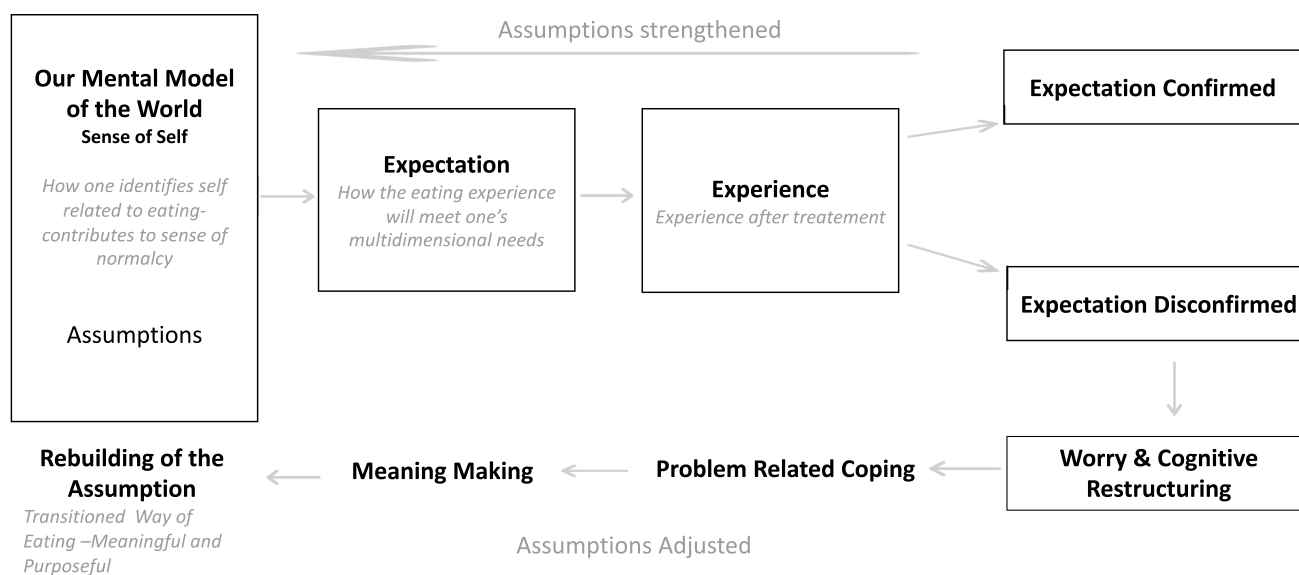 Assumptions strengthened
Our Mental Model
of the World
Sense of Self
How one identifies self
related to eating-
contributes to sense of
normalcy
Assumptions
Expectation
How the eating experience
will meet one's
multidimensional needs
Experience
Experience after treatement
Expectation Confirmed
Expectation Disconfirmed
Worry & Cognitive
Restructuring
Problem Related Coping
Meaning Making
Rebuilding of the
Assumption
Transitioned Way of
Eating –Meaningful and
Purposeful
Assumptions Adjusted